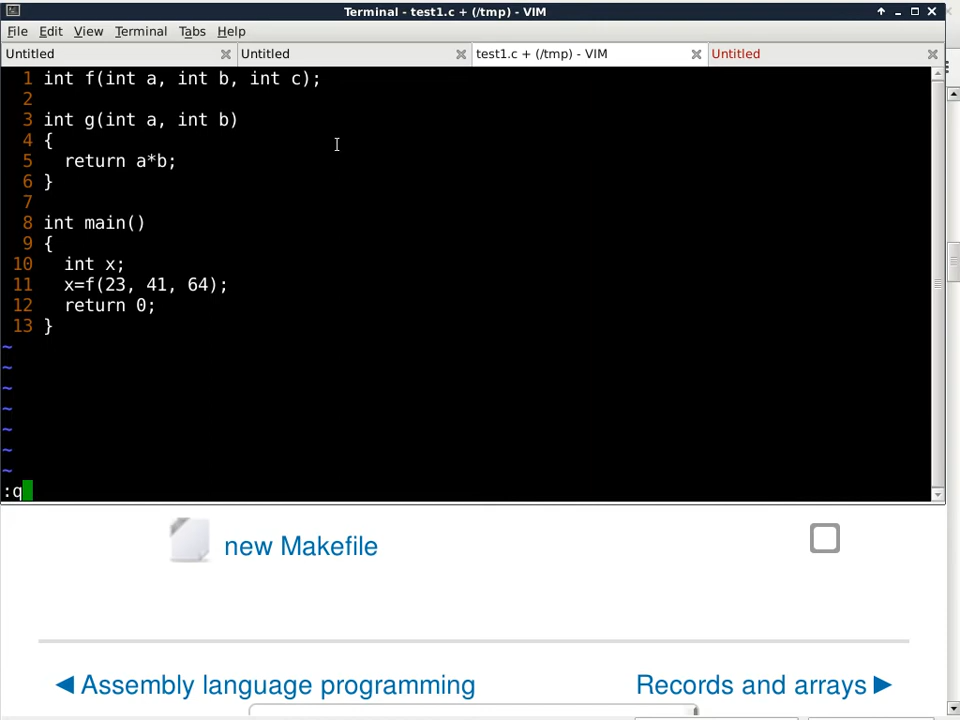 Terminal - test1.c + (/tmp) - VIM
File Edit View Terminal Tabs Help
Untitled Untitled test1.c + (/tmp) - VIM Untitled
1 int f(int a, int b, int c);
2
3 int g(int a, int b)
4 {
5   return a*b;
6 }
7
8 int main()
9 {
10   int x;
11   x=f(23, 41, 64);
12   return 0;
13 }
~
~
~
~
~
~
~
:q
new Makefile
◀ Assembly language programming
Records and arrays ▶